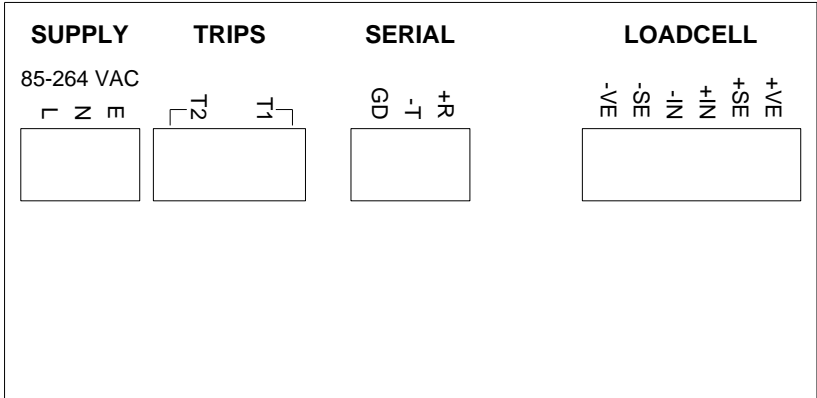 SUPPLY TRIPS SERIAL LOADCELL
85-264 VAC
L N E T2 T1 GD -T +R -VE -SE -IN +IN +SE +VE